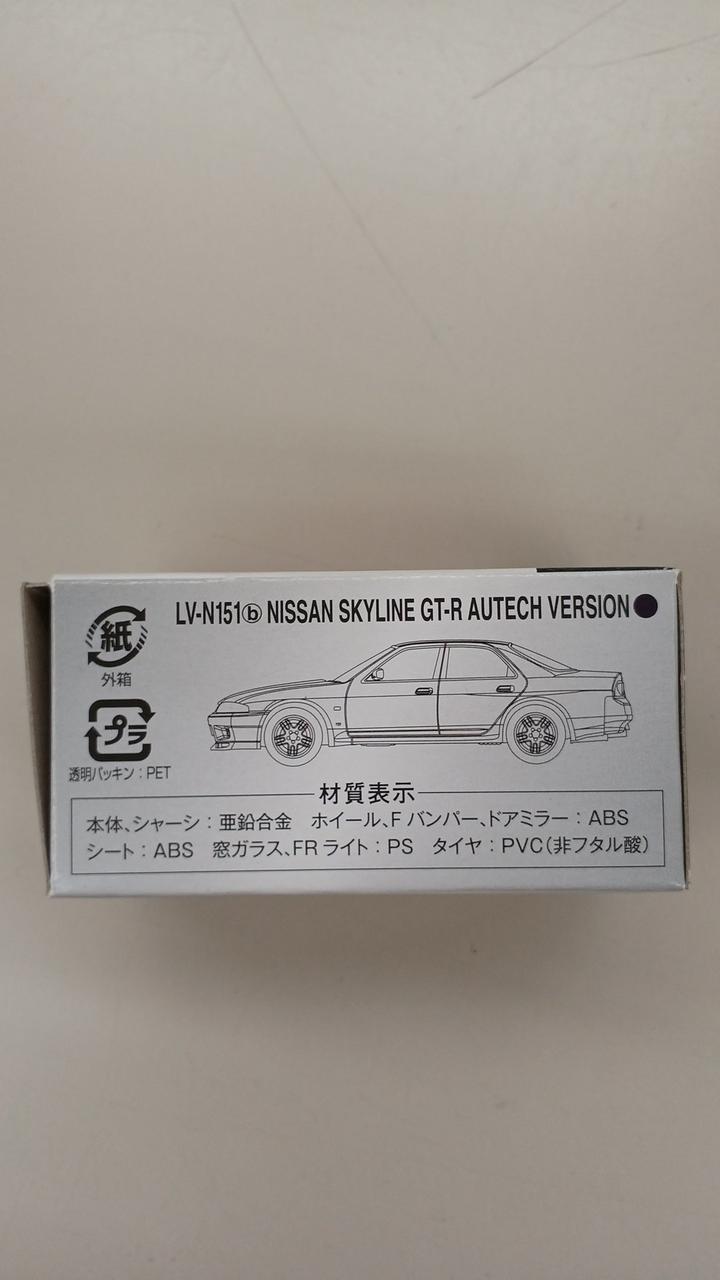 LV-N151ⓑ NISSAN SKYLINE GT-R AUTECH VERSION
紙
外箱
プラ
透明パッキン：PET
材質表示
本体、シャーシ：亜鉛合金　ホイール、Fバンパー、ドアミラー：ABS
シート：ABS　窓ガラス、FRライト：PS　タイヤ：PVC（非フタル酸）